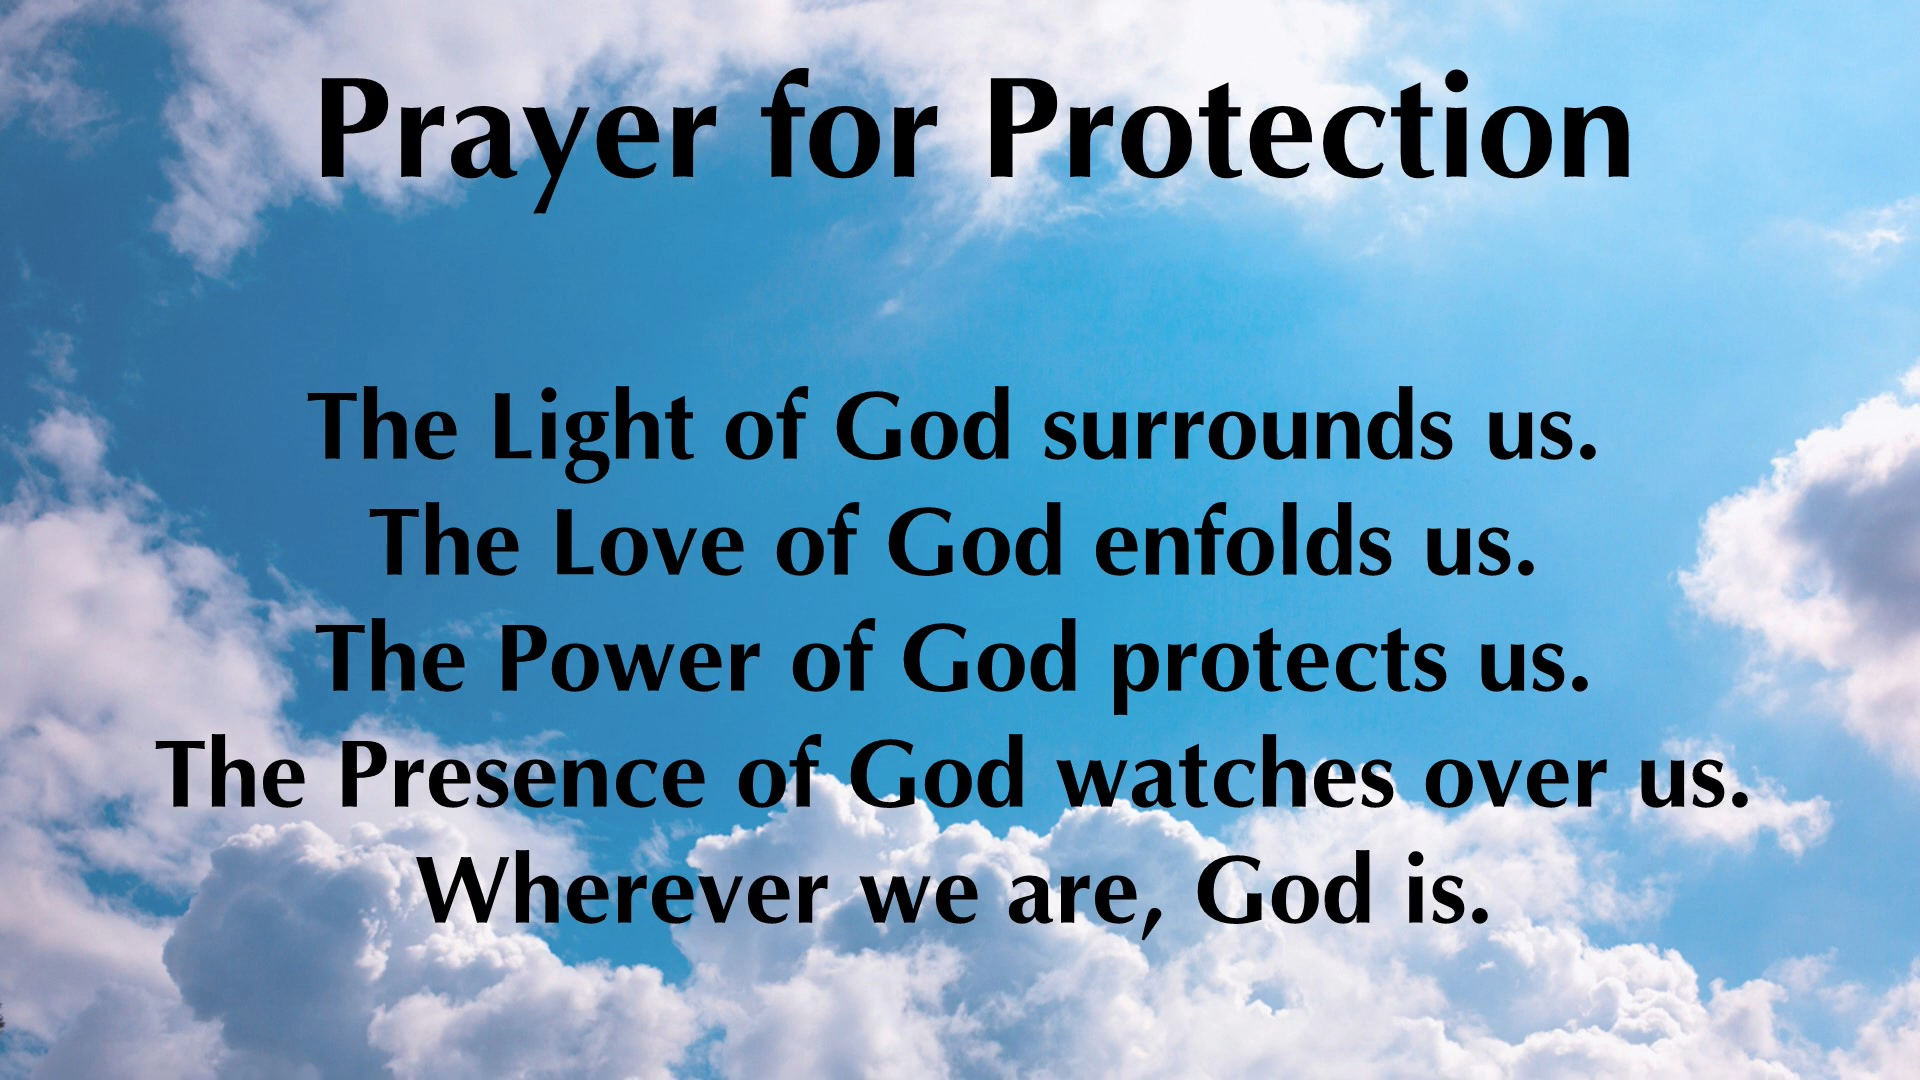 Prayer for Protection
The Light of God surrounds us.
The Love of God enfolds us.
The Power of God protects us.
The Presence of God watches over us.
Wherever we are, God is.